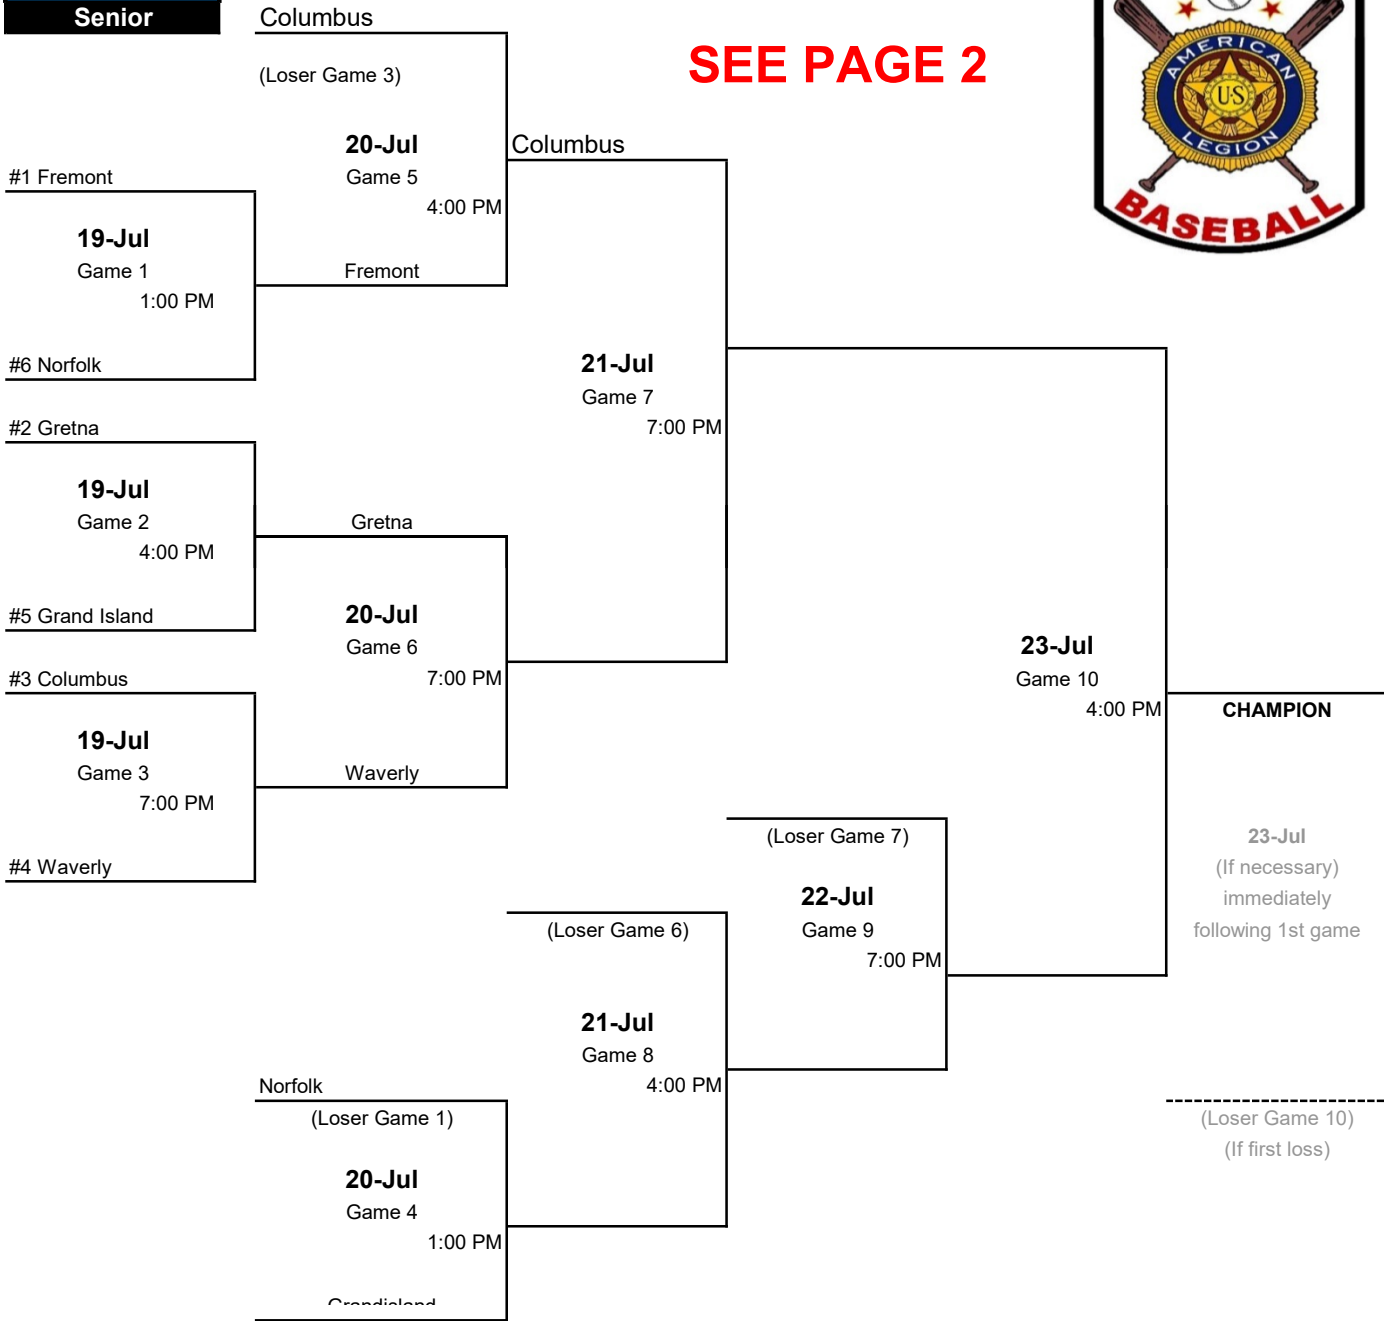 Senior
Columbus
(Loser Game 3)
SEE PAGE 2
AMERICAN
U·S
LEGION
BASEBALL
20-Jul
Game 5
4:00 PM
Columbus
#1 Fremont
19-Jul
Game 1
1:00 PM
Fremont
#6 Norfolk
21-Jul
Game 7
7:00 PM
#2 Gretna
19-Jul
Game 2
4:00 PM
Gretna
#5 Grand Island
20-Jul
Game 6
7:00 PM
#3 Columbus
19-Jul
Game 3
7:00 PM
Waverly
#4 Waverly
23-Jul
Game 10
4:00 PM
CHAMPION
(Loser Game 7)
22-Jul
Game 9
7:00 PM
23-Jul
(If necessary)
immediately
following 1st game
(Loser Game 6)
21-Jul
Game 8
4:00 PM
Norfolk
(Loser Game 1)
20-Jul
Game 4
1:00 PM
Grandisland
(Loser Game 10)
(If first loss)